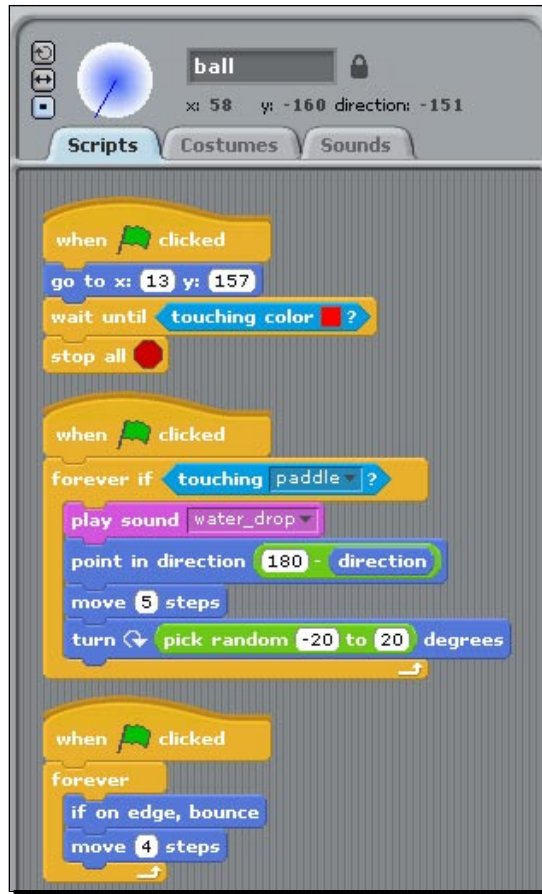 ball
x: 58 y: -160 direction: -151
Scripts Costumes Sounds
when clicked
go to x: 13 y: 157
wait until touching color ?
stop all
when clicked
forever if touching paddle ?
play sound water_drop
point in direction 180 - direction
move 5 steps
turn pick random -20 to 20 degrees
when clicked
forever
if on edge, bounce
move 4 steps